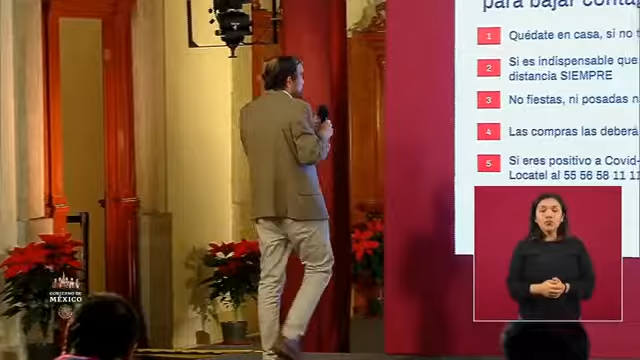 para bajar contag
1 Quédate en casa, si no t
2 Si es indispensable que
distancia SIEMPRE
3 No fiestas, ni posadas n
4 Las compras las deberá
5 Si eres positivo a Covid-
Locatel al 55 56 58 11 11
GOBIERNO DE
MÉXICO